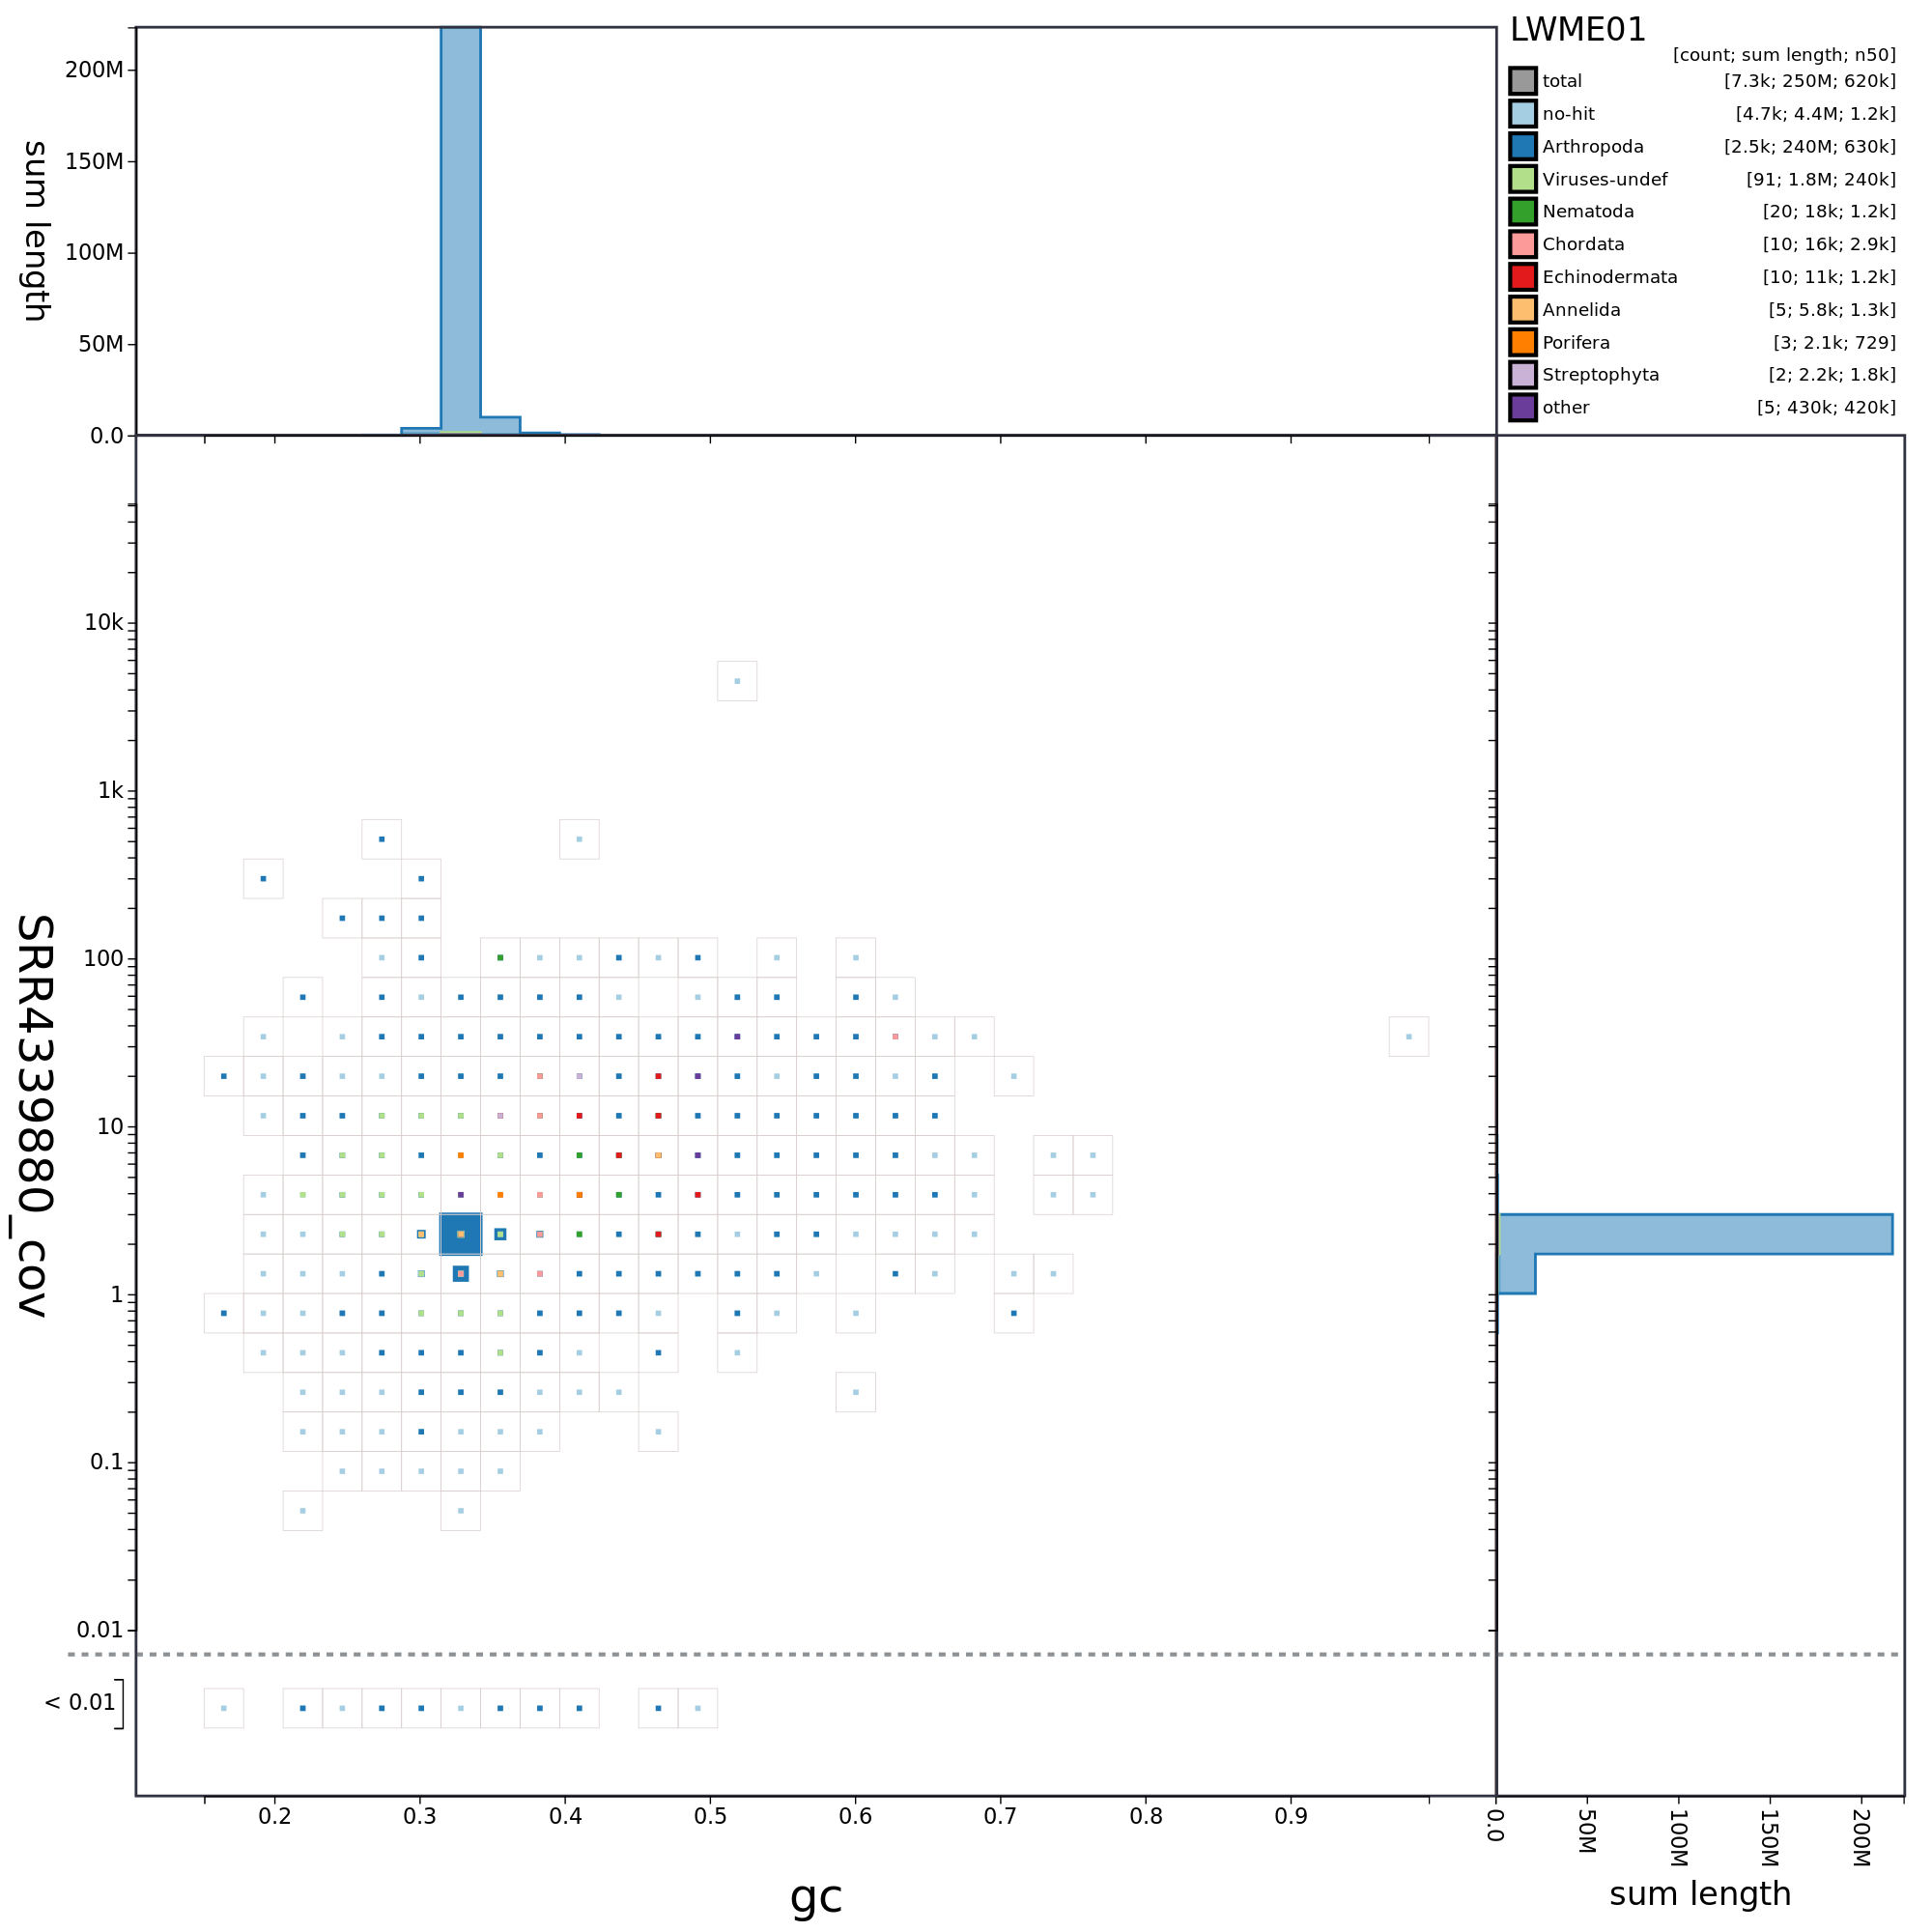 LWME01
[count; sum length; n50]
total [7.3k; 250M; 620k]
no-hit [4.7k; 4.4M; 1.2k]
Arthropoda [2.5k; 240M; 630k]
Viruses-undef [91; 1.8M; 240k]
Nematoda [20; 18k; 1.2k]
Chordata [10; 16k; 2.9k]
Echinodermata [10; 11k; 1.2k]
Annelida [5; 5.8k; 1.3k]
Porifera [3; 2.1k; 729]
Streptophyta [2; 2.2k; 1.8k]
other [5; 430k; 420k]
sum length
200M
150M
100M
50M
0.0
SRR4339880_cov
10k
1k
100
10
1
0.1
0.01
< 0.01
0.2 0.3 0.4 0.5 0.6 0.7 0.8 0.9
gc
0.0 50M 100M 150M 200M
sum length